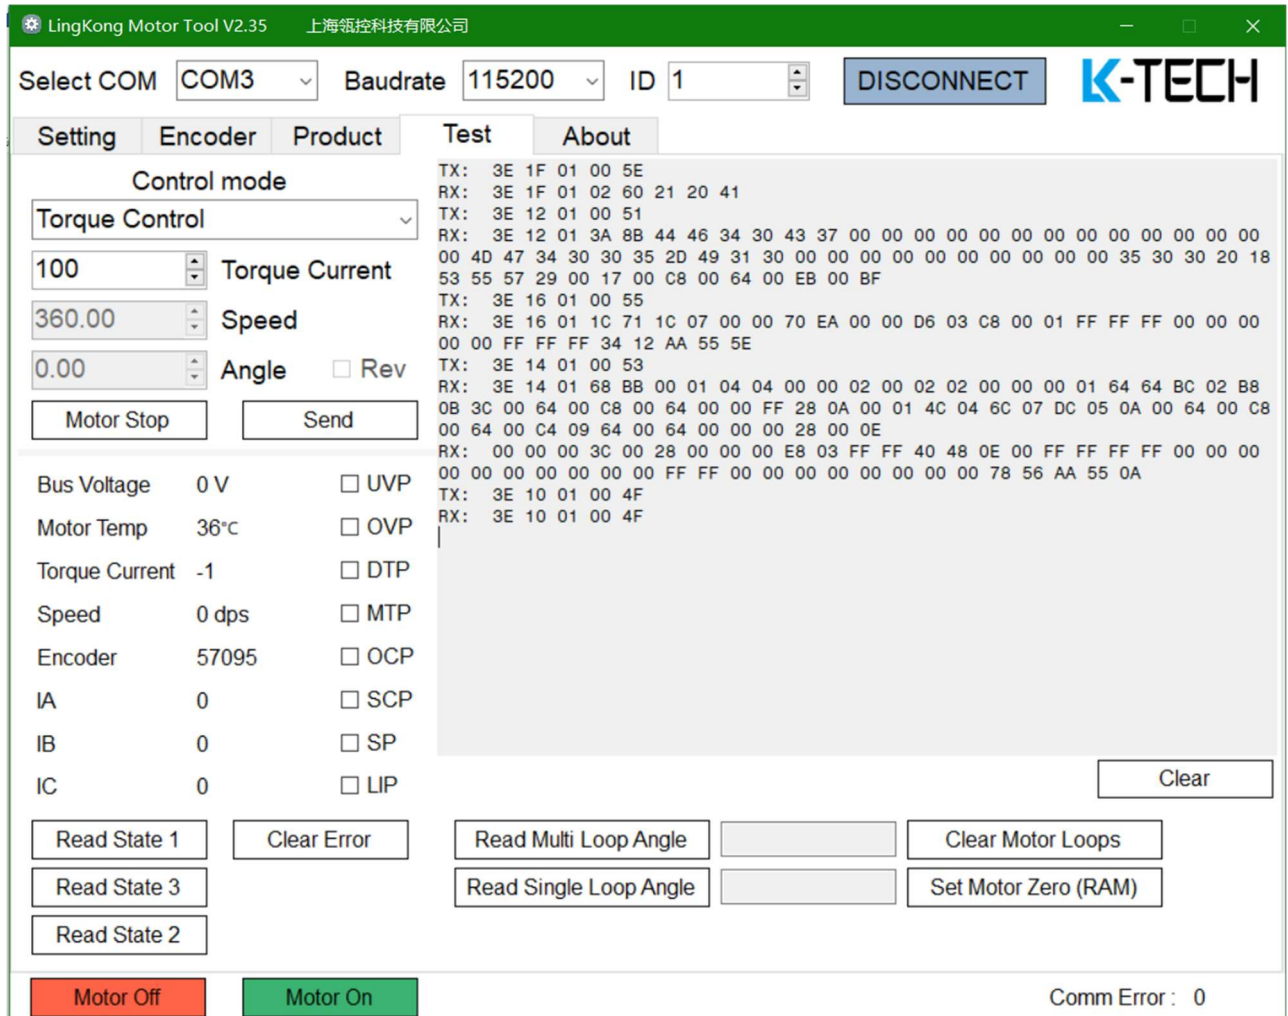 LingKong Motor Tool V2.35 上海瓴控科技有限公司
Select COM COM3 Baudrate 115200 ID 1 DISCONNECT K-TECH
Setting Encoder Product Test About
Control mode
Torque Control
100 Torque Current
360.00 Speed
0.00 Angle Rev
Motor Stop Send
Bus Voltage 0 V UVP
Motor Temp 36°C OVP
Torque Current -1 DTP
Speed 0 dps MTP
Encoder 57095 OCP
IA 0 SCP
IB 0 SP
IC 0 LIP
TX: 3E 1F 01 00 5E
RX: 3E 1F 01 02 60 21 20 41
TX: 3E 12 01 00 51
RX: 3E 12 01 3A 8B 44 46 34 30 43 37 00 00 00 00 00 00 00 00 00 00 00 00 00
00 4D 47 34 30 30 35 2D 49 31 30 00 00 00 00 00 00 00 00 00 00 35 30 30 20 18
53 55 57 29 00 17 00 C8 00 64 00 EB 00 BF
TX: 3E 16 01 00 55
RX: 3E 16 01 1C 71 1C 07 00 00 70 EA 00 00 D6 03 C8 00 01 FF FF FF 00 00 00
00 00 FF FF FF 34 12 AA 55 5E
TX: 3E 14 01 00 53
RX: 3E 14 01 68 BB 00 01 04 04 00 00 02 00 02 02 00 00 00 01 64 64 BC 02 B8
0B 3C 00 64 00 C8 00 64 00 00 FF 28 0A 00 01 4C 04 6C 07 DC 05 0A 00 64 00 C8
00 64 00 C4 09 64 00 64 00 00 00 28 00 0E
RX: 00 00 00 3C 00 28 00 00 00 E8 03 FF FF 40 48 0E 00 FF FF FF FF 00 00 00
00 00 00 00 00 00 00 FF FF 00 00 00 00 00 00 00 00 78 56 AA 55 0A
TX: 3E 10 01 00 4F
RX: 3E 10 01 00 4F
Clear
Read State 1 Clear Error Read Multi Loop Angle Clear Motor Loops
Read State 3 Read Single Loop Angle Set Motor Zero (RAM)
Read State 2
Motor Off Motor On Comm Error : 0